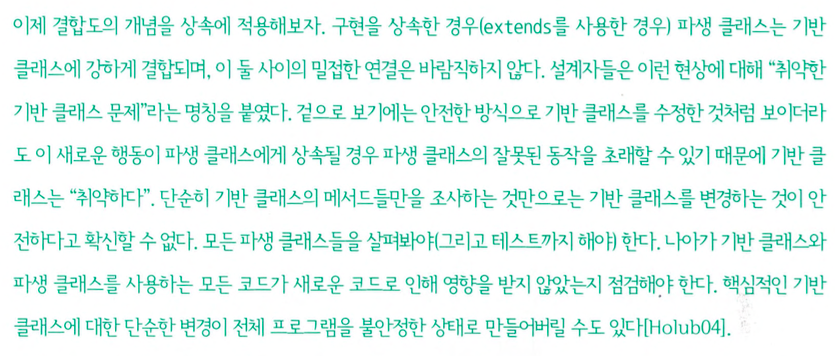 이제 결합도의 개념을 상속에 적용해보자. 구현을 상속한 경우(extends를 사용한 경우) 파생 클래스는 기반
클래스에 강하게 결합되며, 이 둘 사이의 밀접한 연결은 바람직하지 않다. 설계자들은 이런 현상에 대해 “취약한
기반 클래스 문제”라는 명칭을 붙였다. 겉으로 보기에는 안전한 방식으로 기반 클래스를 수정한 것처럼 보이더라
도 이 새로운 행동이 파생 클래스에게 상속될 경우 파생 클래스의 잘못된 동작을 초래할 수 있기 때문에 기반 클
래스는 “취약하다”. 단순히 기반 클래스의 메서드들만을 조사하는 것만으로는 기반 클래스를 변경하는 것이 안
전하다고 확신할 수 없다. 모든 파생 클래스들을 살펴봐야(그리고 테스트까지 해야) 한다. 나아가 기반 클래스와
파생 클래스를 사용하는 모든 코드가 새로운 코드로 인해 영향을 받지 않았는지 점검해야 한다. 핵심적인 기반
클래스에 대한 단순한 변경이 전체 프로그램을 불안정한 상태로 만들어버릴 수도 있다[Holub04].